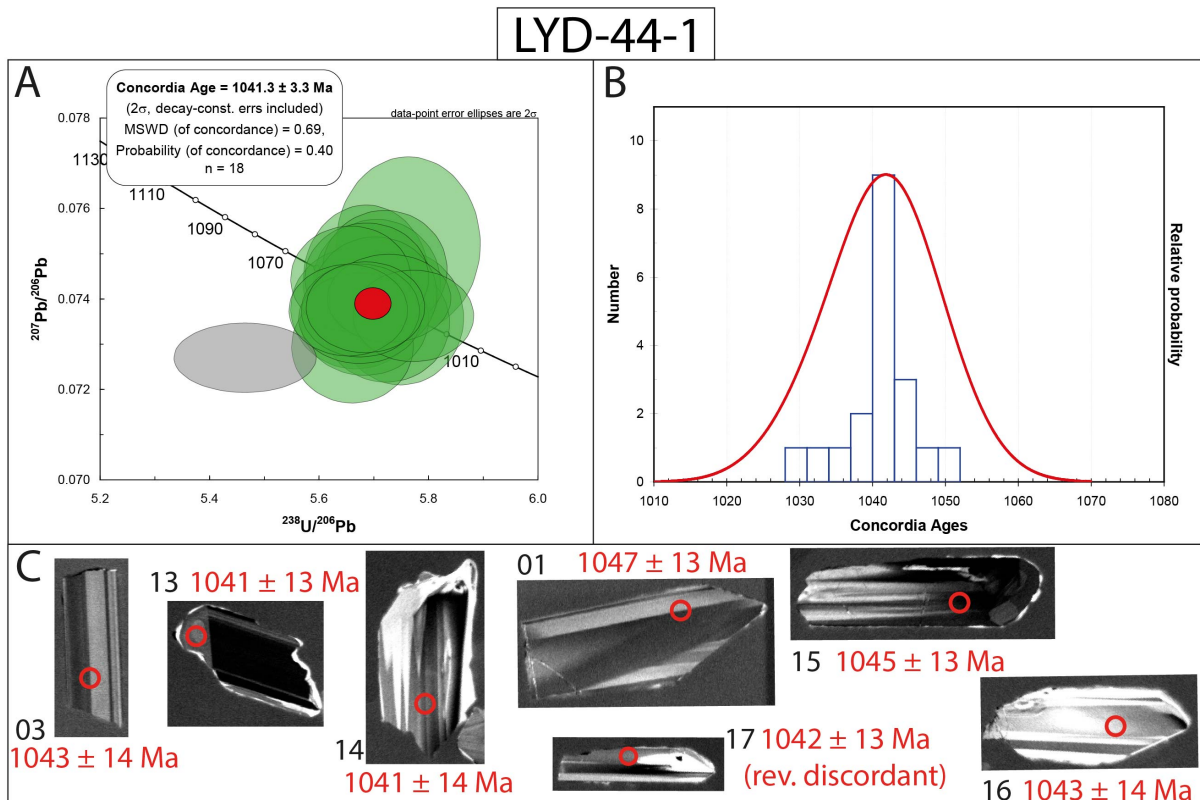 LYD-44-1
A
Concordia Age = 1041.3 ± 3.3 Ma
(2σ, decay-const. errs included)
MSWD (of concordance) = 0.69,
Probability (of concordance) = 0.40
n = 18
data-point error ellipses are 2σ
0.078
0.076
0.074
0.072
0.070
²⁰⁷Pb/²⁰⁶Pb
1130
1110
1090
1070
1010
5.2
5.4
5.6
5.8
6.0
²³⁸U/²⁰⁶Pb
B
10
8
6
4
2
0
Number
Relative probability
1010
1020
1030
1040
1050
1060
1070
1080
Concordia Ages
C
03
1043 ± 14 Ma
13 1041 ± 13 Ma
14
1041 ± 14 Ma
01 1047 ± 13 Ma
15 1045 ± 13 Ma
17 1042 ± 13 Ma
(rev. discordant)
16 1043 ± 14 Ma